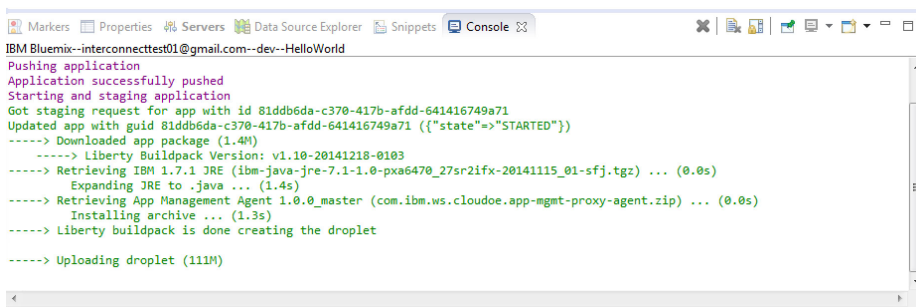 Markers Properties Servers Data Source Explorer Snippets Console
IBM Bluemix--interconnecttest01@gmail.com--dev--HelloWorld
Pushing application
Application successfully pushed
Starting and staging application
Got staging request for app with id 81ddb6da-c370-417b-afdd-641416749a71
Updated app with guid 81ddb6da-c370-417b-afdd-641416749a71 ({"state"=>"STARTED"})
-----> Downloaded app package (1.4M)
-----> Liberty Buildpack Version: v1.10-20141218-0103
-----> Retrieving IBM 1.7.1 JRE (ibm-java-jre-7.1-1.0-pxa6470_27sr2ifx-20141115_01-sfj.tgz) ... (0.0s)
Expanding JRE to .java ... (1.4s)
-----> Retrieving App Management Agent 1.0.0_master (com.ibm.ws.cloudoe.app-mgmt-proxy-agent.zip) ... (0.0s)
Installing archive ... (1.3s)
-----> Liberty buildpack is done creating the droplet
-----> Uploading droplet (111M)